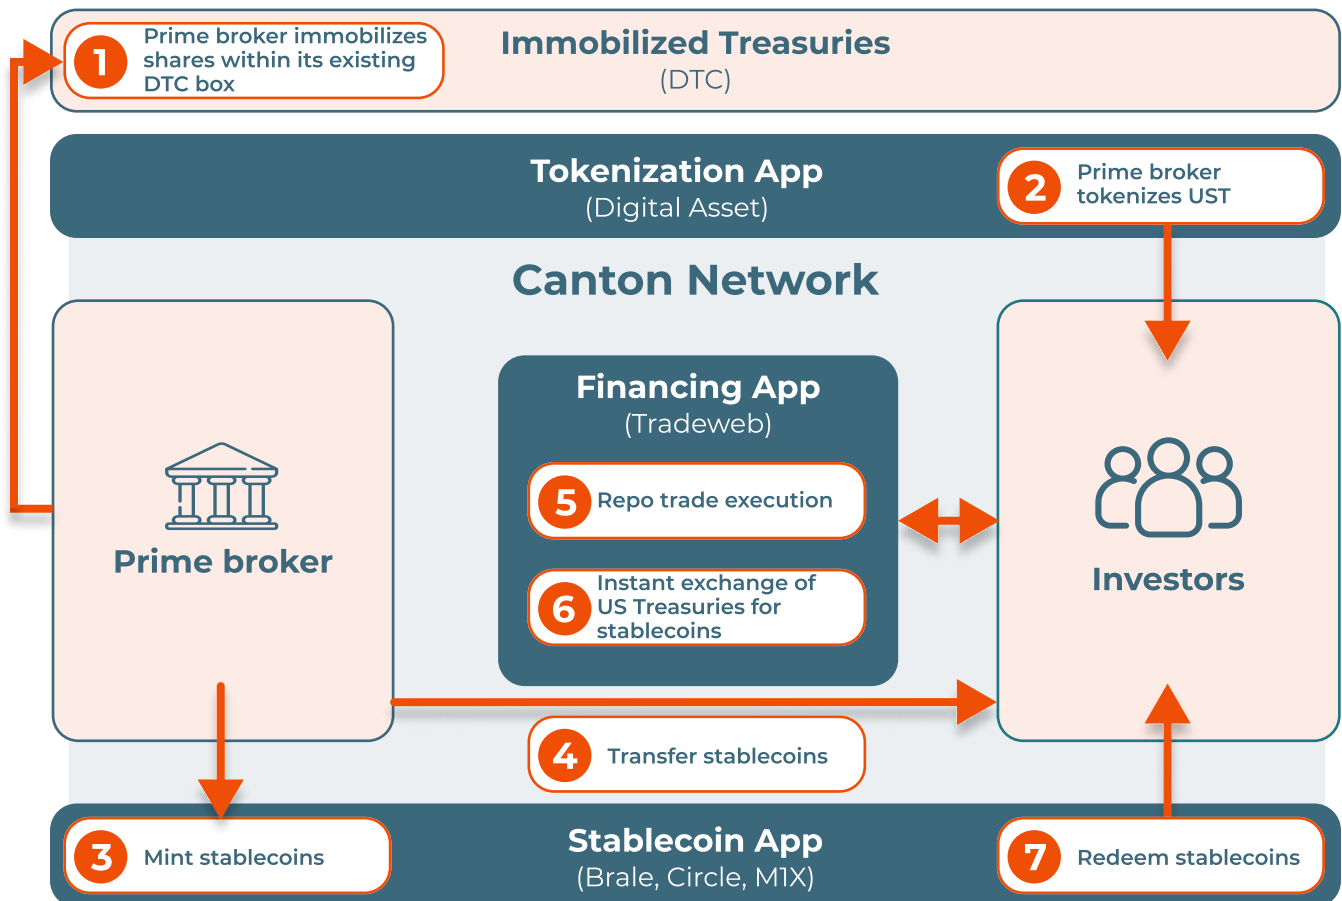 1
Prime broker immobilizes
shares within its existing
DTC box
Immobilized Treasuries
(DTC)
Tokenization App
(Digital Asset)
2
Prime broker
tokenizes UST
Canton Network
Prime broker
Financing App
(Tradeweb)
5
Repo trade execution
6
Instant exchange of
US Treasuries for
stablecoins
Investors
4
Transfer stablecoins
3
Mint stablecoins
Stablecoin App
(Brale, Circle, M1X)
7
Redeem stablecoins